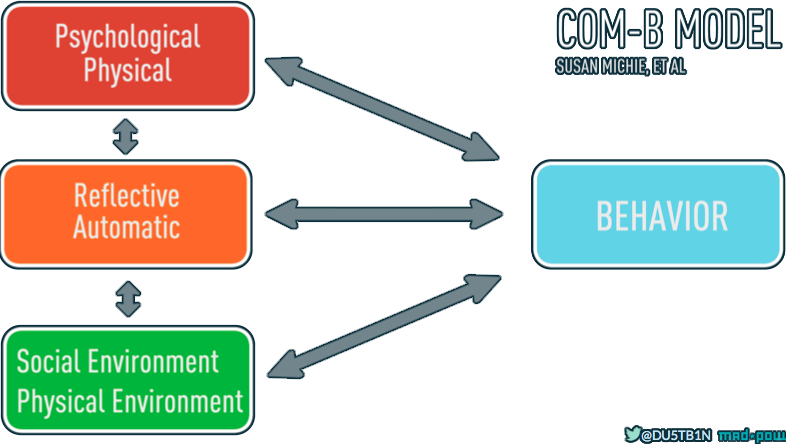 COM-B MODEL
SUSAN MICHIE, ET AL
Psychological
Physical
Reflective
Automatic
BEHAVIOR
Social Environment
Physical Environment
@DU5TB1N mad*pow